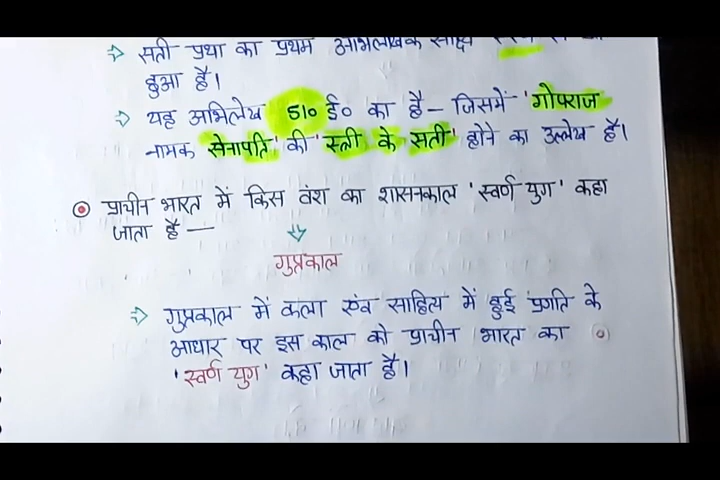 ⇨ सती प्रथा का प्रथम
हुआ है।
⇨ यह अभिलेख 510 ई० का है – जिसमें 'गोपराज
नामक सेनापति' की 'स्त्री के सती' होने का उल्लेख है।
प्राचीन भारत में किस वंश का शासनकाल 'स्वर्ण युग' कहा
जाता है —
गुप्तकाल
⇨ गुप्तकाल में कला एंव साहित्य में हुई प्रगति के
आधार पर इस काल को प्राचीन भारत का
'स्वर्ण युग' कहा जाता है।